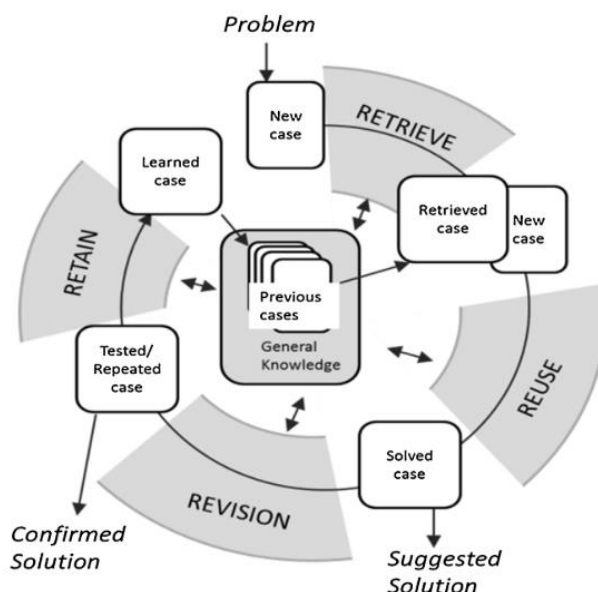 Problem
New
case
RETRIEVE
Learned
case
Retrieved
case
New
case
RETAIN
Previous
cases
General
Knowledge
Tested/
Repeated case
REUSE
Solved
case
REVISION
Confirmed
Solution
Suggested
Solution